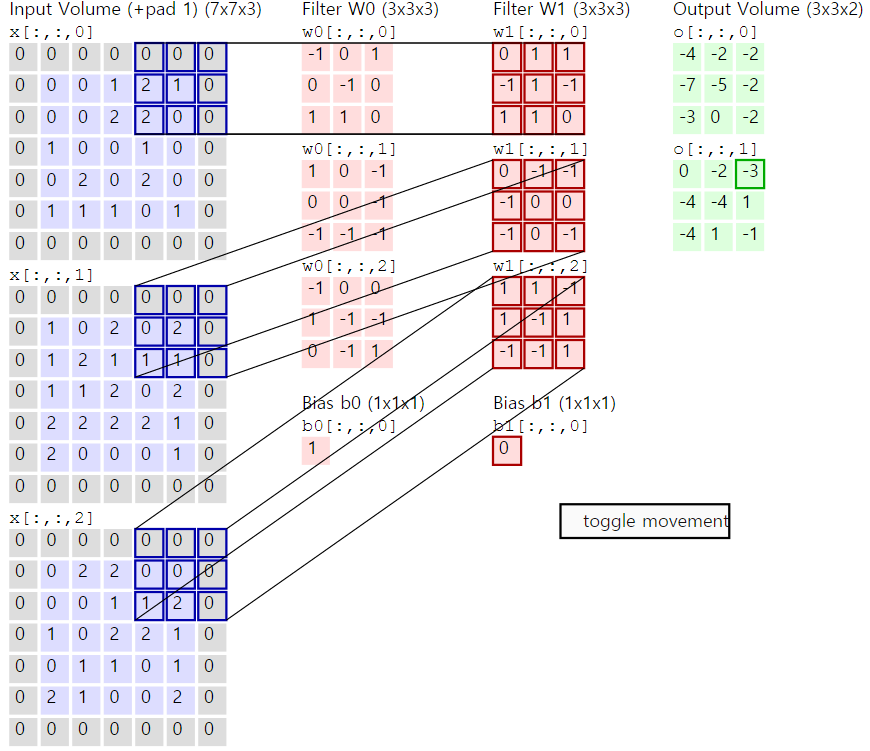 Input Volume (+pad 1) (7x7x3)
x[:,:,0]
0 0 0 0 0 0 0
0 0 0 1 2 1 0
0 0 0 2 2 0 0
0 1 0 0 1 0 0
0 0 2 0 2 0 0
0 1 1 1 0 1 0
0 0 0 0 0 0 0
x[:,:,1]
0 0 0 0 0 0 0
0 1 0 2 0 2 0
0 1 2 1 1 1 0
0 1 1 2 0 2 0
0 2 2 2 2 1 0
0 2 0 0 0 1 0
0 0 0 0 0 0 0
x[:,:,2]
0 0 0 0 0 0 0
0 0 2 2 0 0 0
0 0 0 1 1 2 0
0 1 0 2 2 1 0
0 0 1 1 0 1 0
0 2 1 0 0 2 0
0 0 0 0 0 0 0
Filter W0 (3x3x3)
w0[:,:,0]
-1 0 1
0 -1 0
1 1 0
w0[:,:,1]
1 0 -1
0 0 -1
-1 -1 -1
w0[:,:,2]
-1 0 0
1 -1 -1
0 -1 1
Bias b0 (1x1x1)
b0[:,:,0]
1
Filter W1 (3x3x3)
w1[:,:,0]
0 1 1
-1 1 -1
1 1 0
w1[:,:,1]
0 -1 -1
-1 0 0
-1 0 -1
w1[:,:,2]
1 1 -1
1 -1 1
-1 -1 1
Bias b1 (1x1x1)
b1[:,:,0]
0
Output Volume (3x3x2)
o[:,:,0]
-4 -2 -2
-7 -5 -2
-3 0 -2
o[:,:,1]
0 -2 -3
-4 -4 1
-4 1 -1
toggle movement